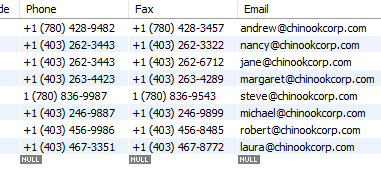 de Phone Fax Email
+1 (780) 428-9482 +1 (780) 428-3457 andrew@chinookcorp.com
+1 (403) 262-3443 +1 (403) 262-3322 nancy@chinookcorp.com
+1 (403) 262-3443 +1 (403) 262-6712 jane@chinookcorp.com
+1 (403) 263-4423 +1 (403) 263-4289 margaret@chinookcorp.com
1 (780) 836-9987 1 (780) 836-9543 steve@chinookcorp.com
+1 (403) 246-9887 +1 (403) 246-9899 michael@chinookcorp.com
+1 (403) 456-9986 +1 (403) 456-8485 robert@chinookcorp.com
+1 (403) 467-3351 +1 (403) 467-8772 laura@chinookcorp.com
NULL NULL NULL